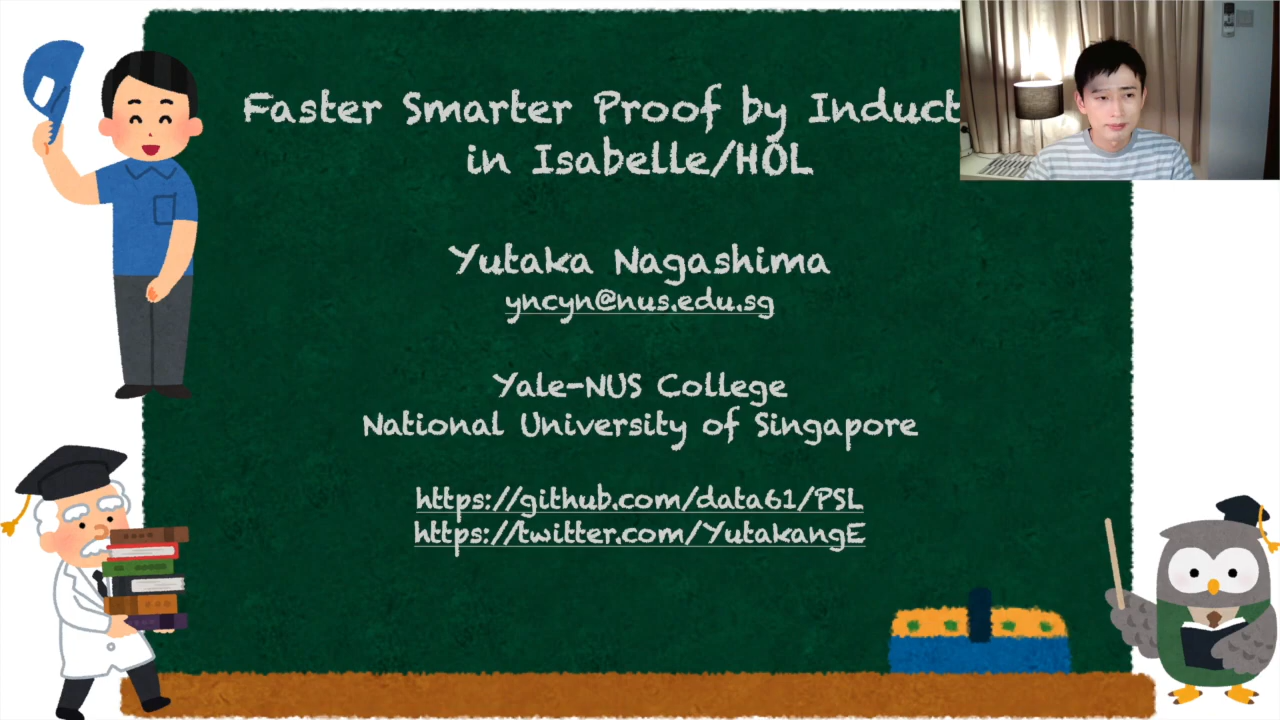 Faster Smarter Proof by Induct
in Isabelle/HOL
Yutaka Nagashima
yncyn@nus.edu.sg
Yale-NUS College
National University of Singapore
https://github.com/data61/PSL
https://twitter.com/YutakangE